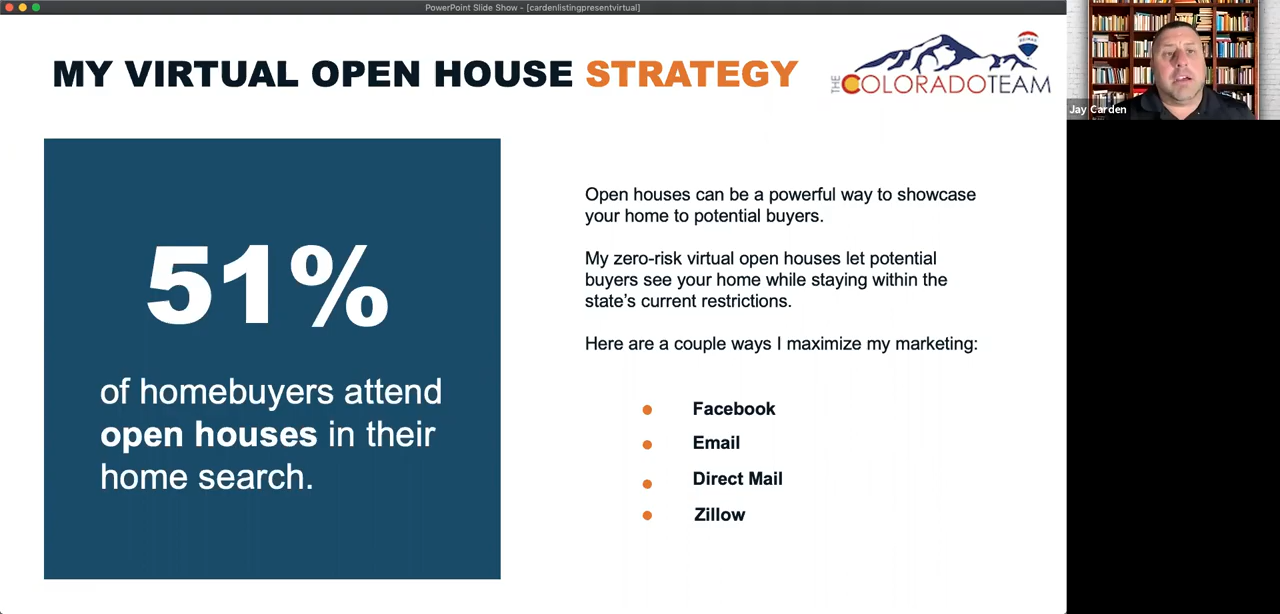 PowerPoint Slide Show - [cardenlistingpresentvirtual]
MY VIRTUAL OPEN HOUSE STRATEGY
RE/MAX
THE COLORADOTEAM
Jay Carden
51%
of homebuyers attend
open houses in their
home search.
Open houses can be a powerful way to showcase
your home to potential buyers.
My zero-risk virtual open houses let potential
buyers see your home while staying within the
state’s current restrictions.
Here are a couple ways I maximize my marketing:
Facebook
Email
Direct Mail
Zillow